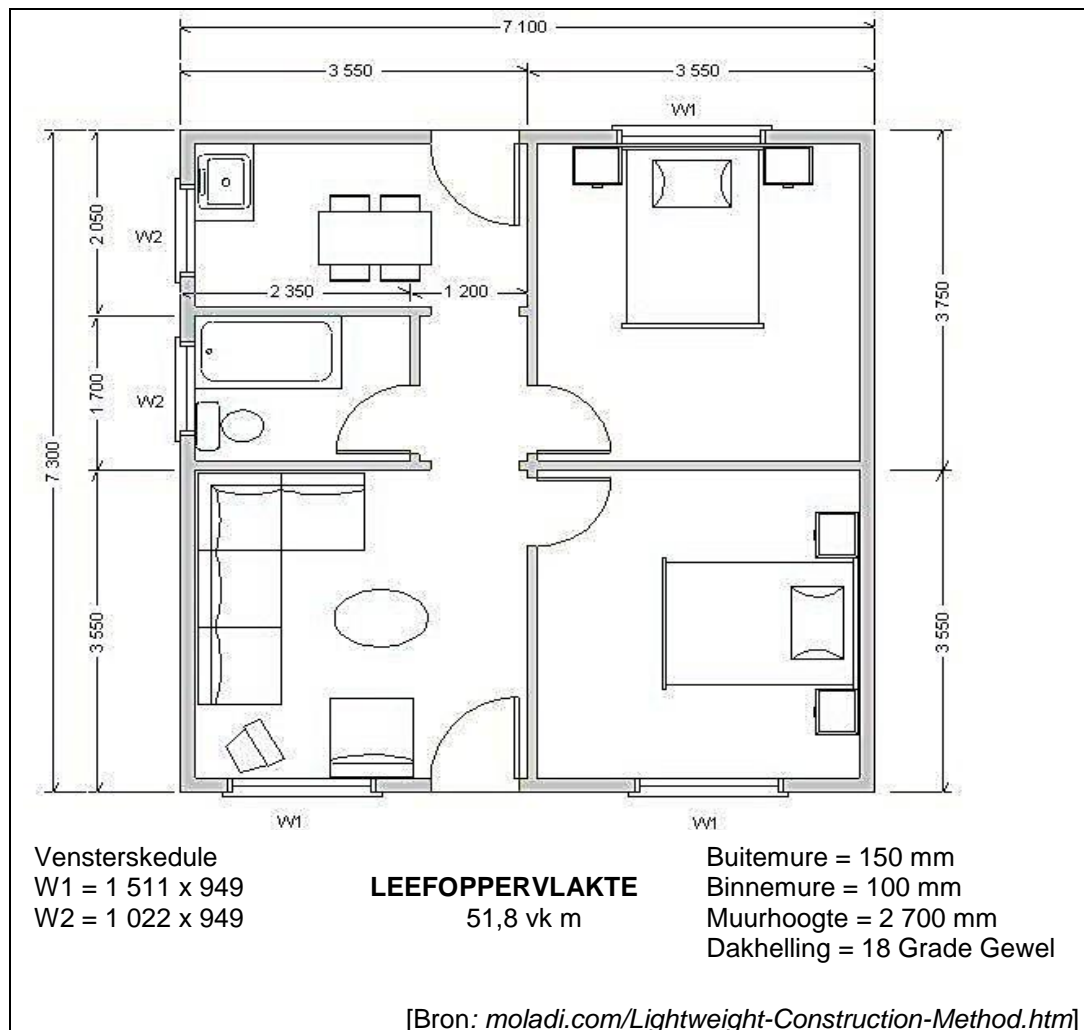 7 100
3 550
3 550
W1
2 050
W2
2 350
1 200
3 750
1 700
W2
7 300
3 550
3 550
W1
W1
Vensterskedule
W1 = 1 511 x 949
W2 = 1 022 x 949
LEEFOPPERVLAKTE
51,8 vk m
Buitemure = 150 mm
Binnemure = 100 mm
Muurhoogte = 2 700 mm
Dakhelling = 18 Grade Gewel
[Bron: moladi.com/Lightweight-Construction-Method.htm]